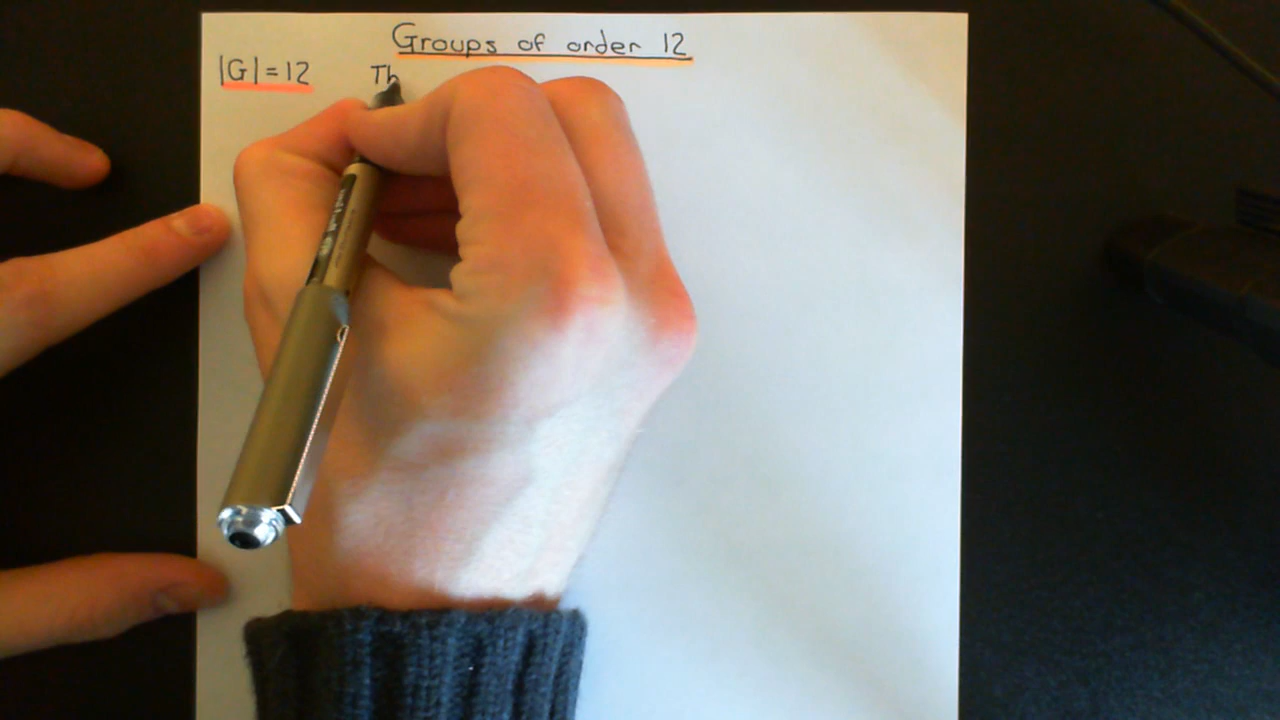 Groups of order 12
|G| = 12 Th